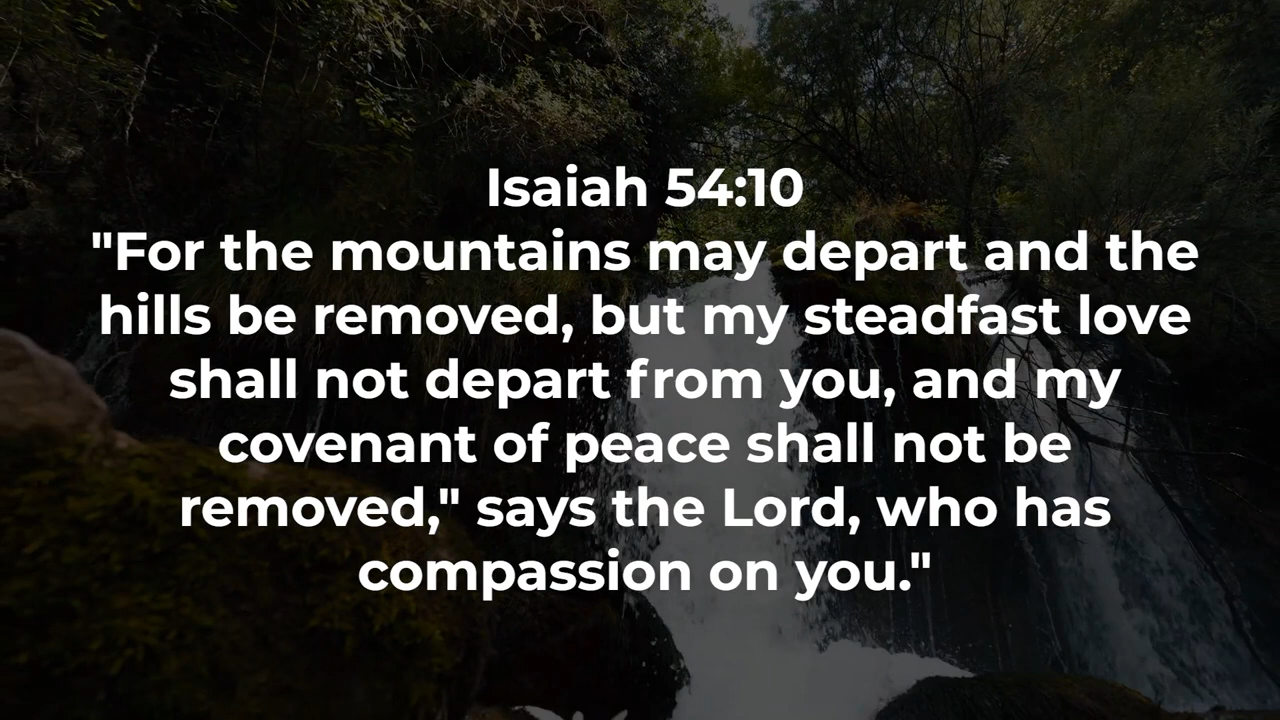 Isaiah 54:10
"For the mountains may depart and the
hills be removed, but my steadfast love
shall not depart from you, and my
covenant of peace shall not be
removed," says the Lord, who has
compassion on you."